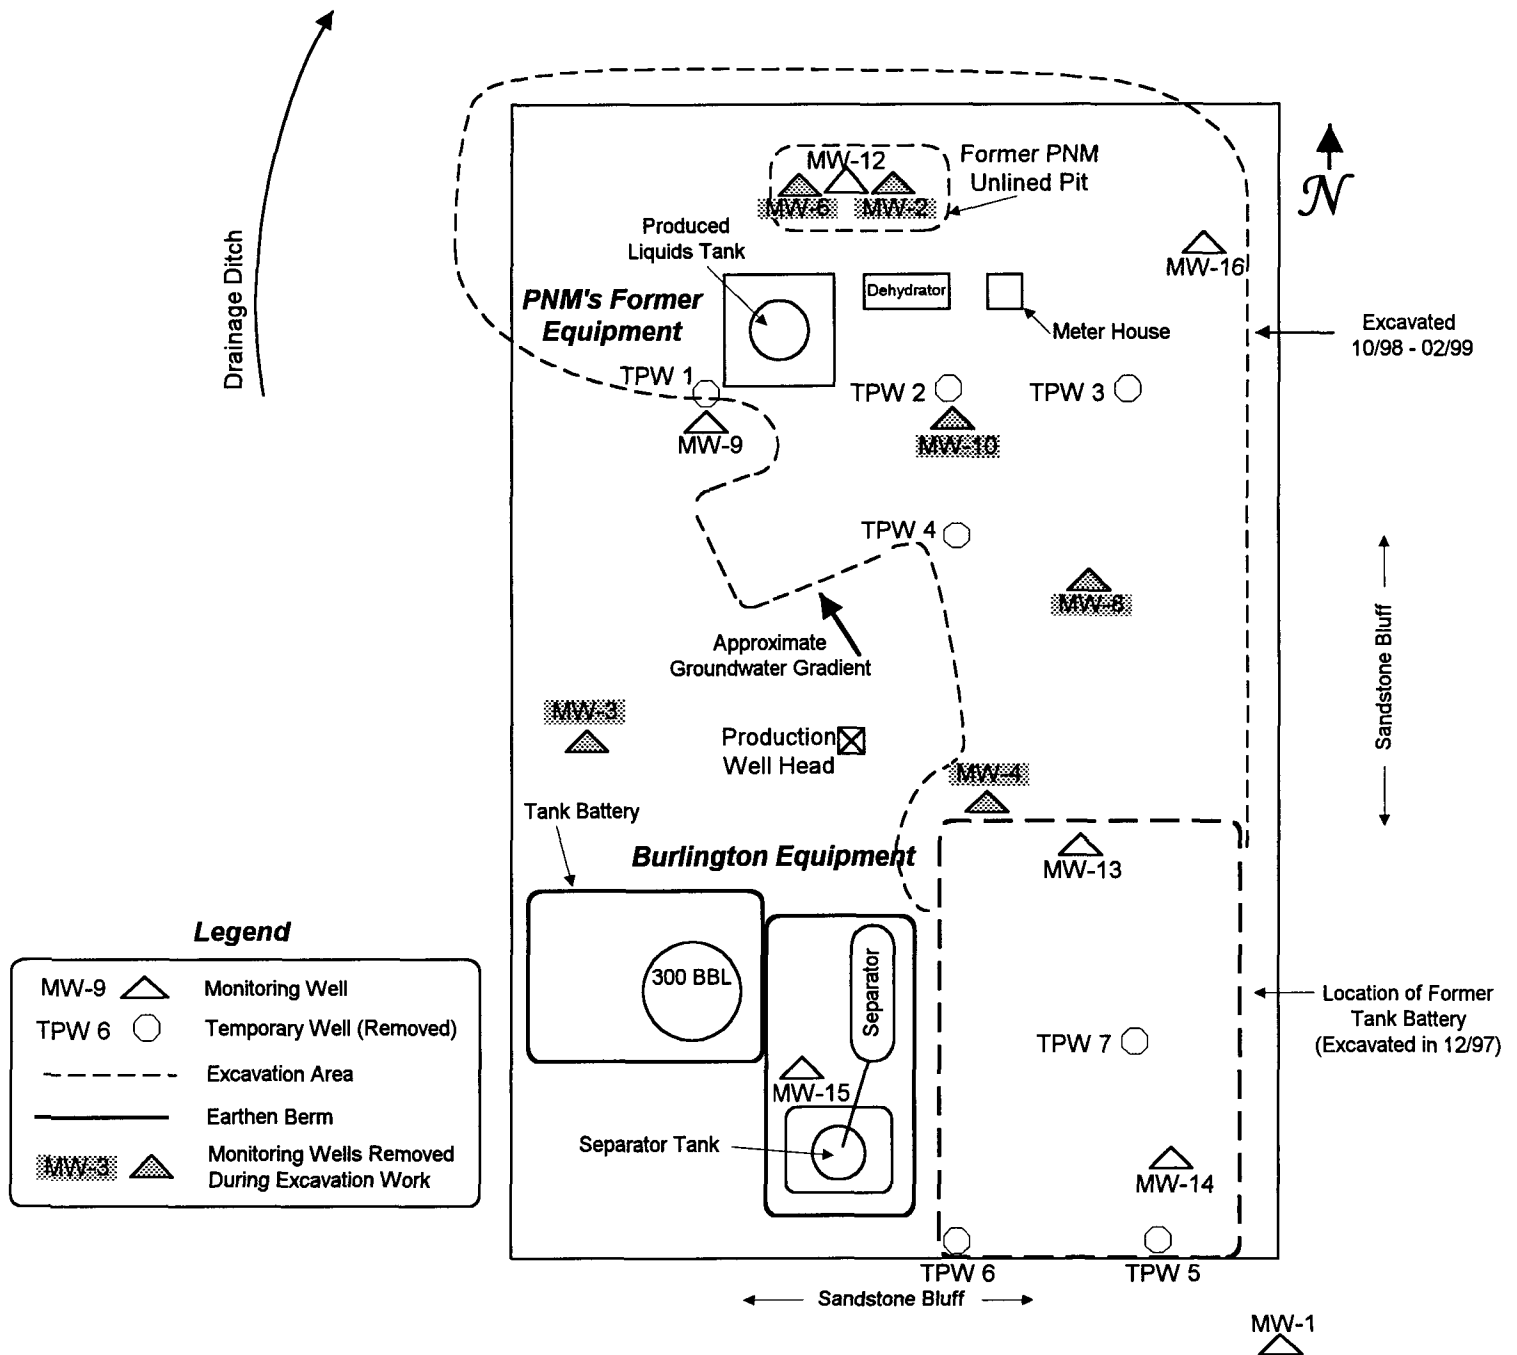 MW-12
MW-6
MW-2
Former PNM
Unlined Pit
N
Produced
Liquids Tank
MW-16
Drainage Ditch
PNM's Former
Equipment
Dehydrator
Meter House
Excavated
10/98 - 02/99
TPW 1
TPW 2
TPW 3
MW-9
MW-10
TPW 4
MW-8
Approximate
Groundwater Gradient
Sandstone Bluff
MW-3
Production
Well Head
MW-4
Tank Battery
Burlington Equipment
MW-13
Legend
MW-9
Monitoring Well
TPW 6
Temporary Well (Removed)
Excavation Area
Earthen Berm
MW-3
Monitoring Wells Removed
During Excavation Work
300 BBL
Separator
Location of Former
Tank Battery
(Excavated in 12/97)
TPW 7
MW-15
Separator Tank
MW-14
TPW 6
TPW 5
Sandstone Bluff
MW-1